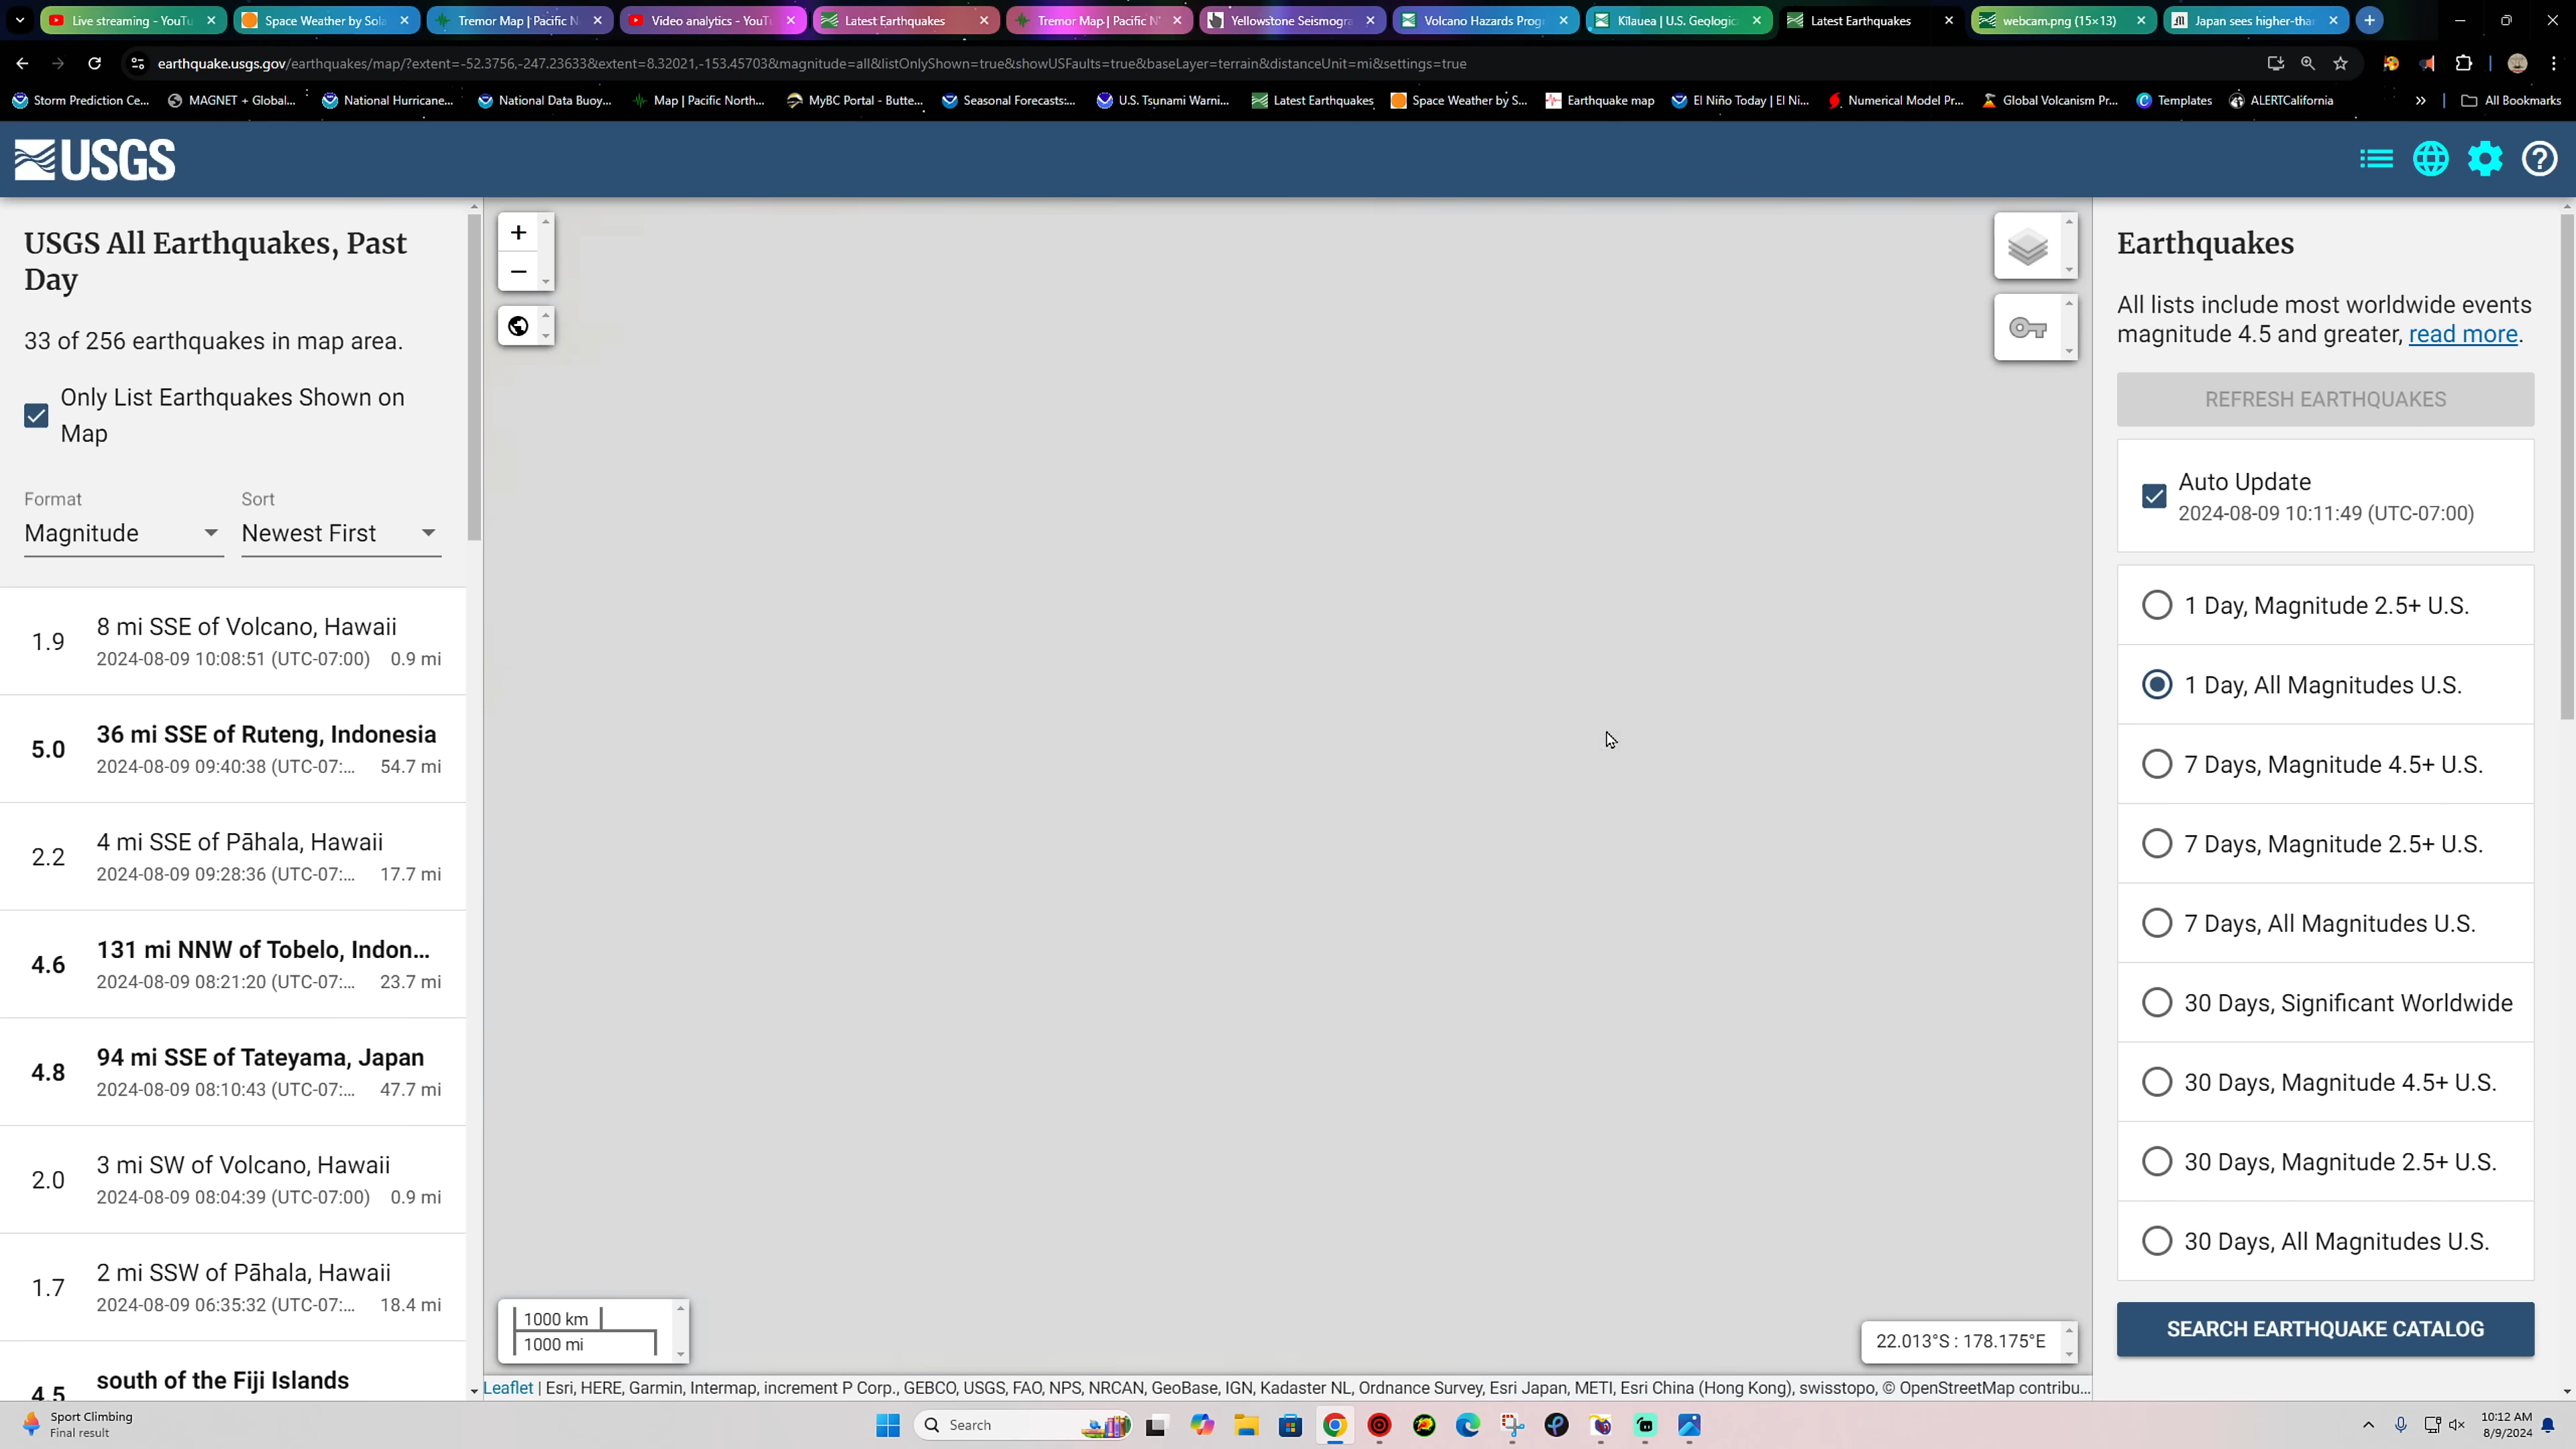 Live streaming - YouTu
Space Weather by Sola
Tremor Map | Pacific N
Video analytics - YouTu
Latest Earthquakes
Tremor Map | Pacific N
Yellowstone Seismogra
Volcano Hazards Progr
Kīlauea | U.S. Geologic
Latest Earthquakes
webcam.png (15×13)
Japan sees higher-tha
earthquake.usgs.gov/earthquakes/map/?extent=-52.3756,-247.23633&extent=8.32021,-153.45703&magnitude=all&listOnlyShown=true&showUSFaults=true&baseLayer=terrain&distanceUnit=mi&settings=true
Storm Prediction Ce...
MAGNET + Global...
National Hurricane...
National Data Buoy...
Map | Pacific North...
MyBC Portal - Butte...
Seasonal Forecasts:...
U.S. Tsunami Warni...
Latest Earthquakes
Space Weather by S...
Earthquake map
El Niño Today | El Ni...
Numerical Model Pr...
Global Volcanism Pr...
Templates
ALERTCalifornia
All Bookmarks
USGS
USGS All Earthquakes, Past
Day
33 of 256 earthquakes in map area.
Only List Earthquakes Shown on
Map
Format
Sort
Magnitude
Newest First
1.9
8 mi SSE of Volcano, Hawaii
2024-08-09 10:08:51 (UTC-07:00) 0.9 mi
5.0
36 mi SSE of Ruteng, Indonesia
2024-08-09 09:40:38 (UTC-07:... 54.7 mi
2.2
4 mi SSE of Pāhala, Hawaii
2024-08-09 09:28:36 (UTC-07:... 17.7 mi
4.6
131 mi NNW of Tobelo, Indon...
2024-08-09 08:21:20 (UTC-07:... 23.7 mi
4.8
94 mi SSE of Tateyama, Japan
2024-08-09 08:10:43 (UTC-07:... 47.7 mi
2.0
3 mi SW of Volcano, Hawaii
2024-08-09 08:04:39 (UTC-07:00) 0.9 mi
1.7
2 mi SSW of Pāhala, Hawaii
2024-08-09 06:35:32 (UTC-07:... 18.4 mi
4.5
south of the Fiji Islands
+
−
1000 km
1000 mi
22.013°S : 178.175°E
Leaflet | Esri, HERE, Garmin, Intermap, increment P Corp., GEBCO, USGS, FAO, NPS, NRCAN, GeoBase, IGN, Kadaster NL, Ordnance Survey, Esri Japan, METI, Esri China (Hong Kong), swisstopo, © OpenStreetMap contribu...
Earthquakes
All lists include most worldwide events
magnitude 4.5 and greater, read more.
REFRESH EARTHQUAKES
Auto Update
2024-08-09 10:11:49 (UTC-07:00)
1 Day, Magnitude 2.5+ U.S.
1 Day, All Magnitudes U.S.
7 Days, Magnitude 4.5+ U.S.
7 Days, Magnitude 2.5+ U.S.
7 Days, All Magnitudes U.S.
30 Days, Significant Worldwide
30 Days, Magnitude 4.5+ U.S.
30 Days, Magnitude 2.5+ U.S.
30 Days, All Magnitudes U.S.
SEARCH EARTHQUAKE CATALOG
Sport Climbing
Final result
Search
10:12 AM
8/9/2024